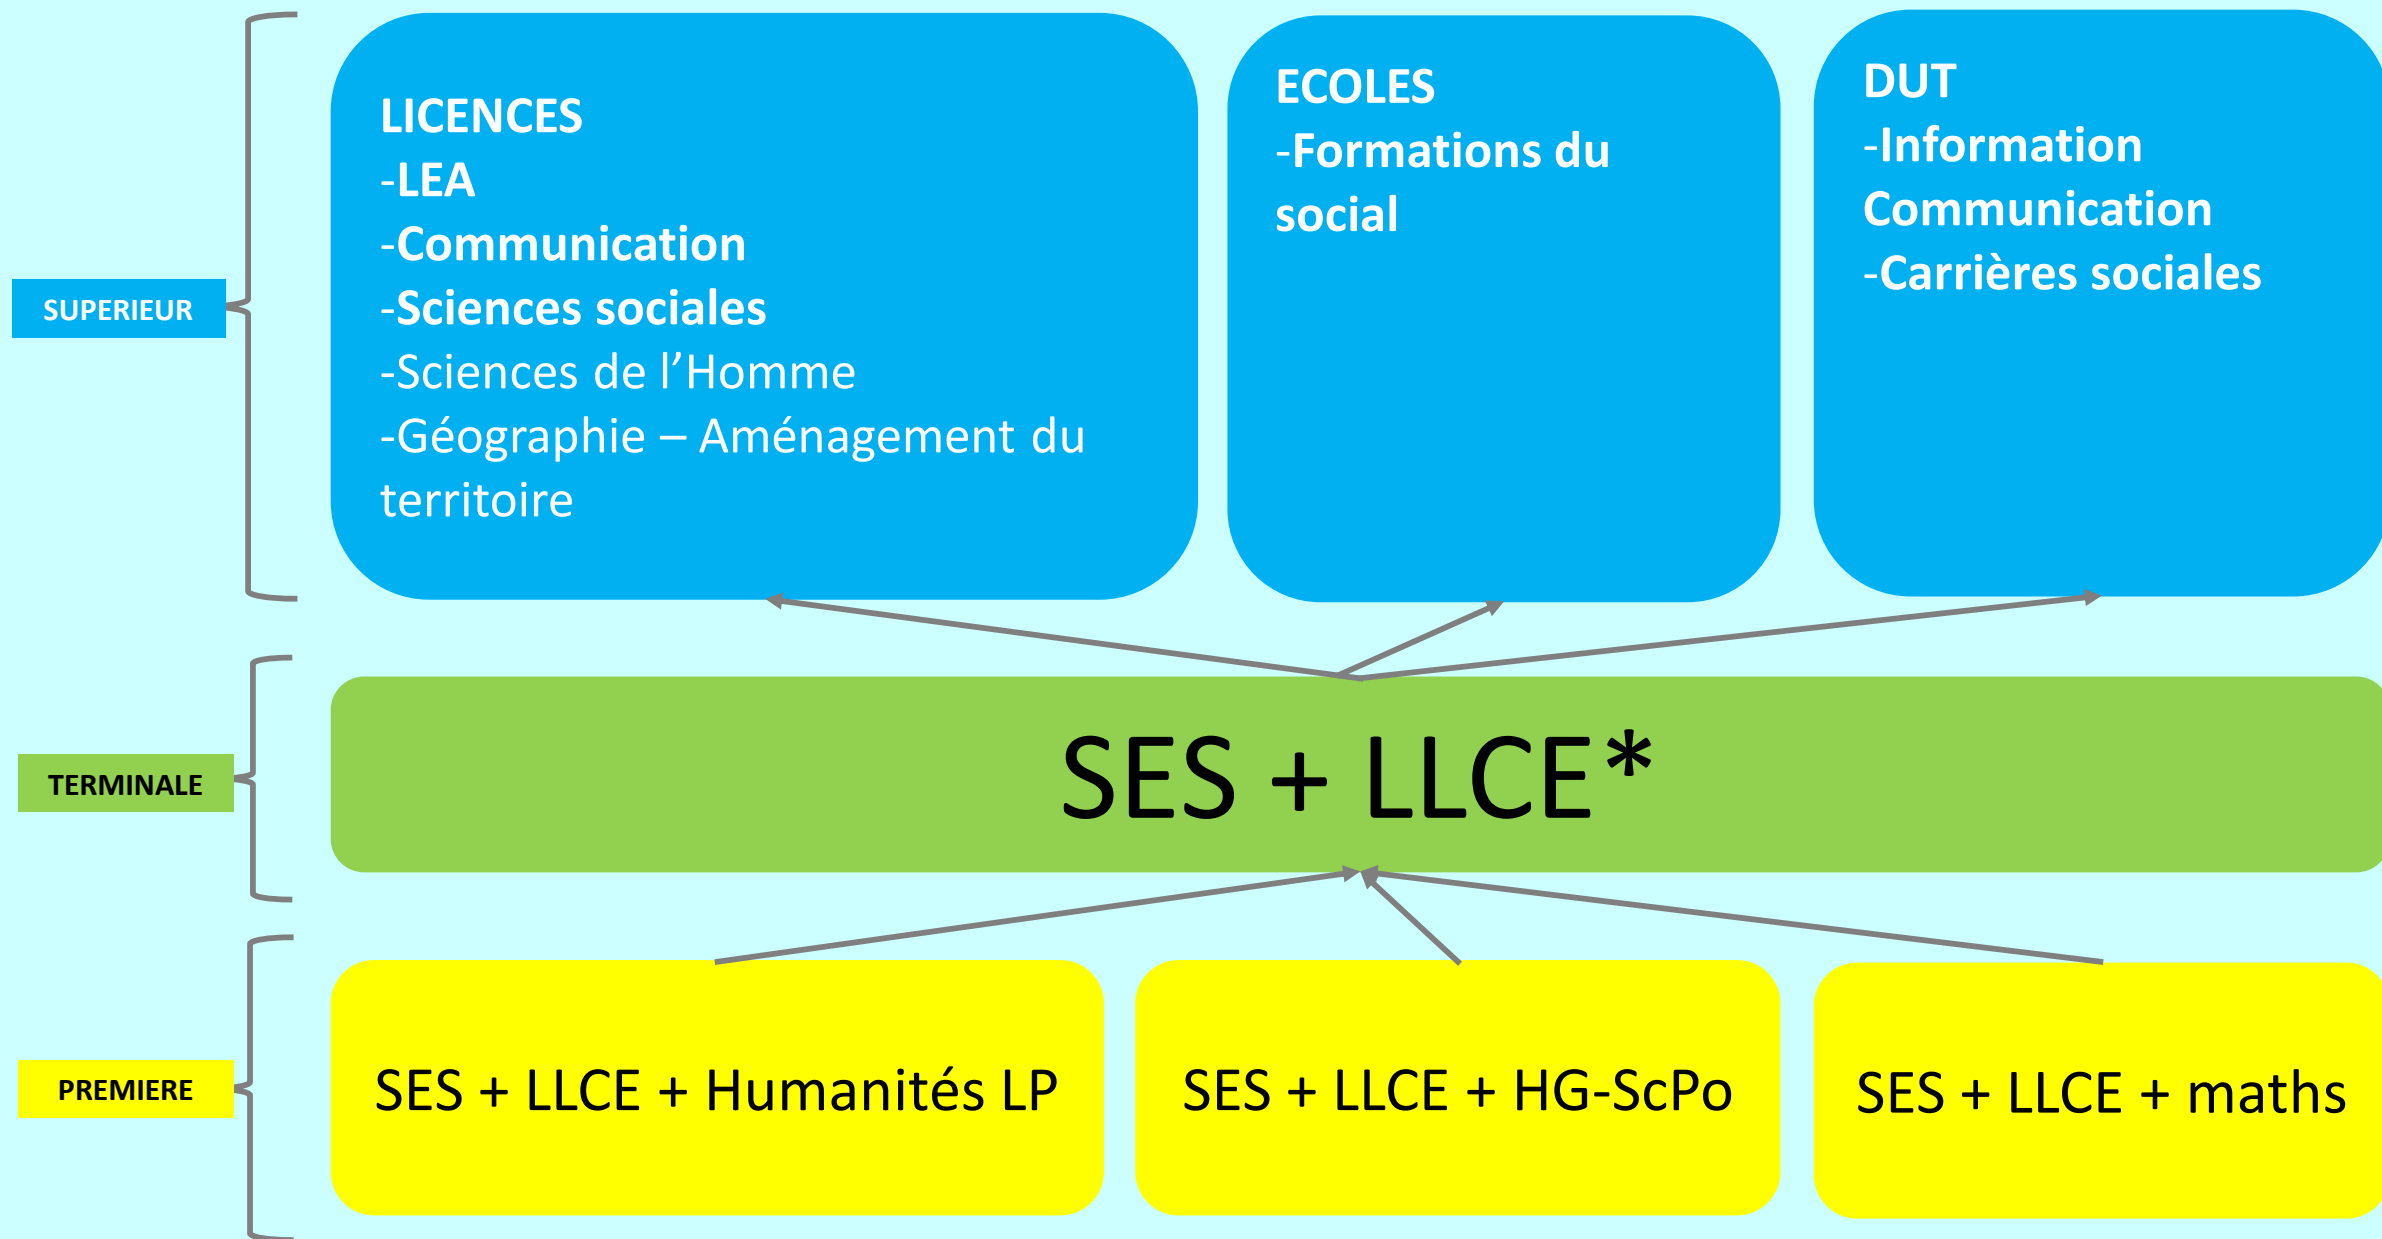 LICENCES
-LEA
-Communication
-Sciences sociales
-Sciences de l’Homme
-Géographie – Aménagement du
territoire
ECOLES
-Formations du
social
DUT
-Information
Communication
-Carrières sociales
SUPERIEUR
SES + LLCE*
TERMINALE
PREMIERE
SES + LLCE + Humanités LP
SES + LLCE + HG-ScPo
SES + LLCE + maths